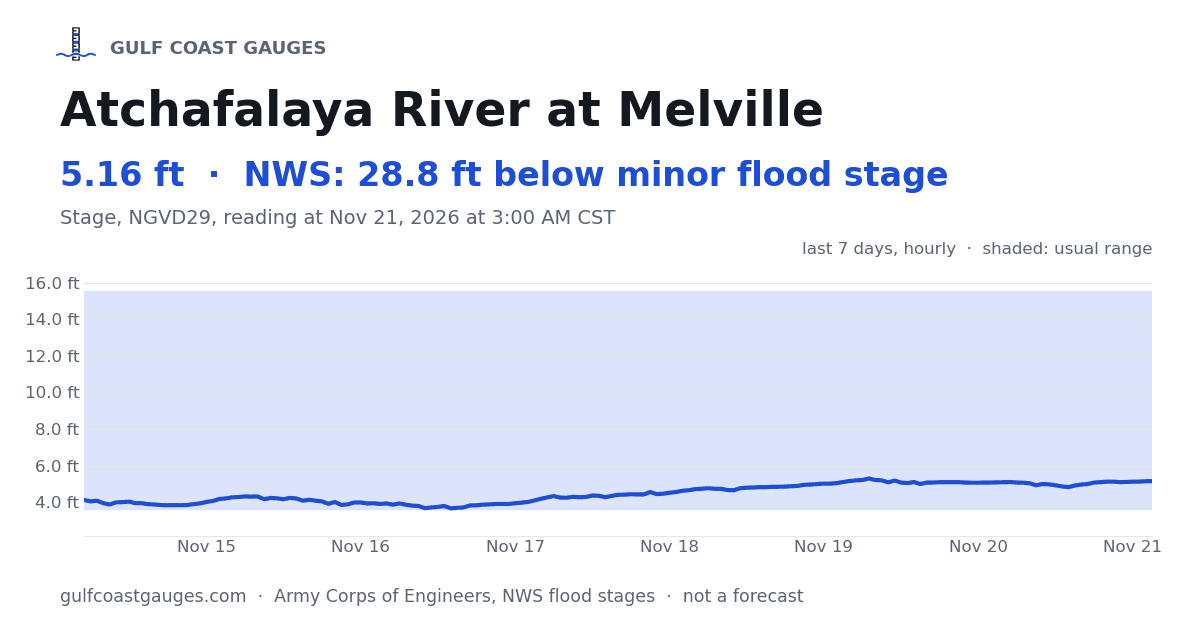 GULF COAST GAUGES
Atchafalaya River at Melville
5.16 ft · NWS: 28.8 ft below minor flood stage
Stage, NGVD29, reading at Nov 21, 2026 at 3:00 AM CST
last 7 days, hourly · shaded: usual range
16.0 ft
14.0 ft
12.0 ft
10.0 ft
8.0 ft
6.0 ft
4.0 ft
Nov 15 Nov 16 Nov 17 Nov 18 Nov 19 Nov 20 Nov 21
gulfcoastgauges.com · Army Corps of Engineers, NWS flood stages · not a forecast